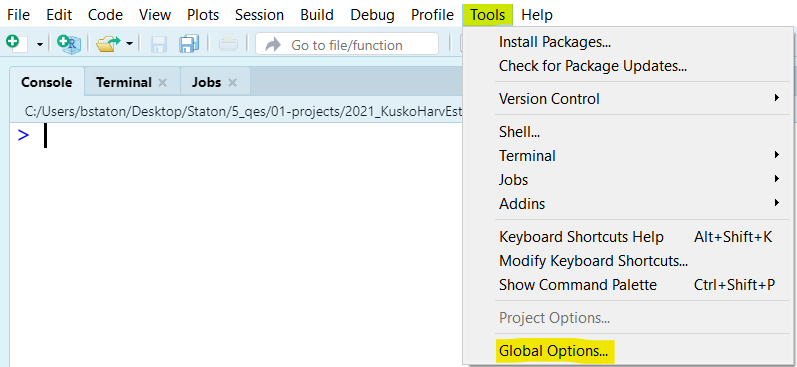 File Edit Code View Plots Session Build Debug Profile Tools Help
Go to file/function
Console Terminal Jobs
C:/Users/bstaton/Desktop/Staton/5_qes/01-projects/2021_KuskoHarvEst
>
Install Packages...
Check for Package Updates...
Version Control
Shell...
Terminal
Jobs
Addins
Keyboard Shortcuts Help Alt+Shift+K
Modify Keyboard Shortcuts...
Show Command Palette Ctrl+Shift+P
Project Options...
Global Options...